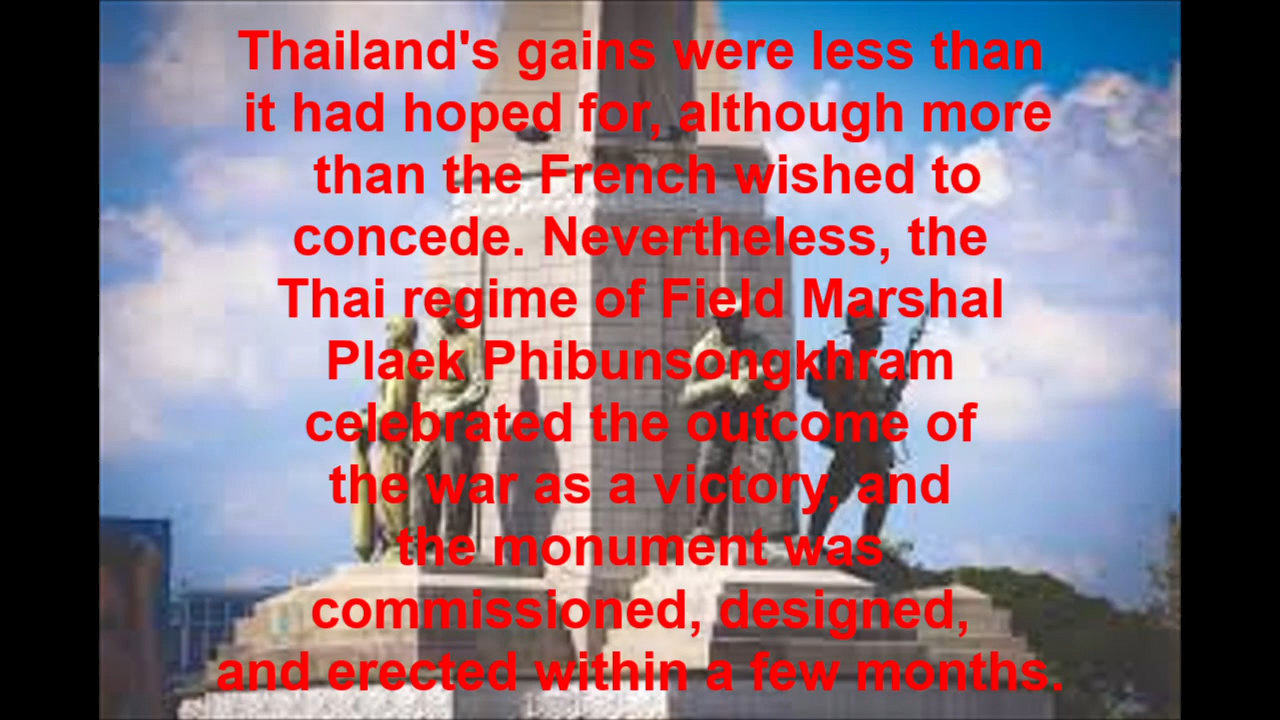 Thailand's gains were less than
it had hoped for, although more
than the French wished to
concede. Nevertheless, the
Thai regime of Field Marshal
Plaek Phibunsongkhram
celebrated the outcome of
the war as a victory, and
the monument was
commissioned, designed,
and erected within a few months.